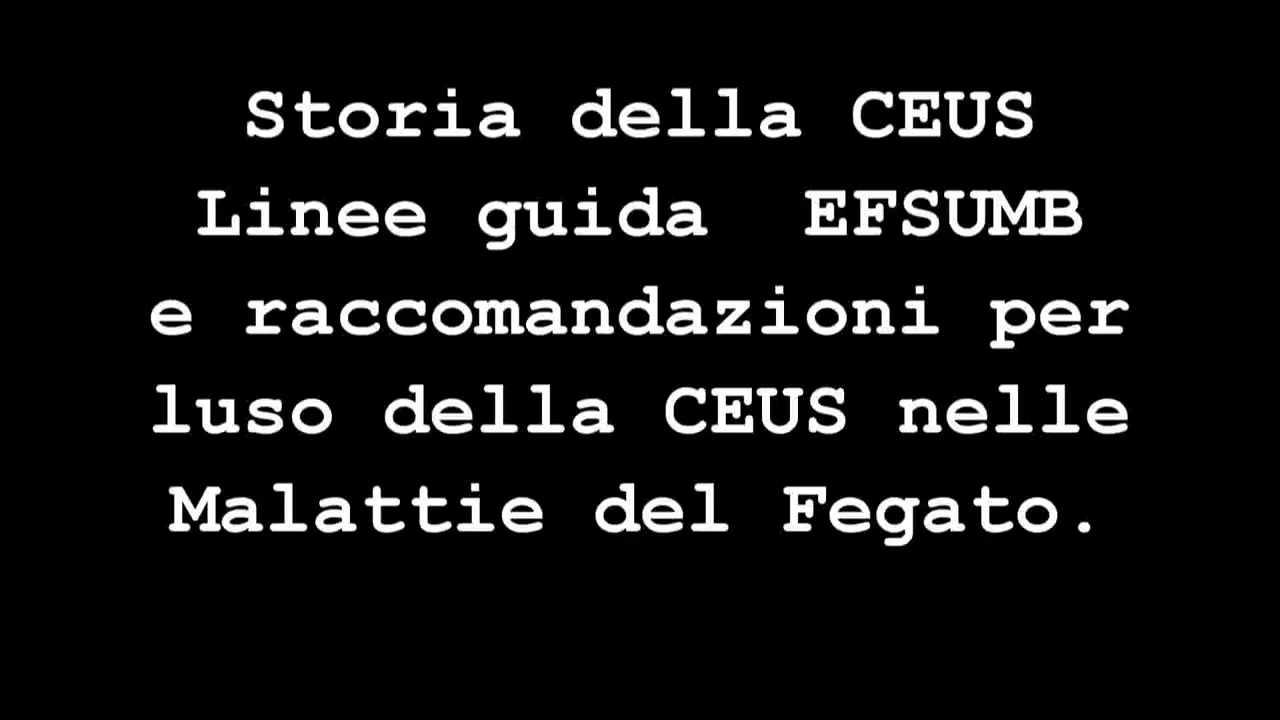 Storia della CEUS
Linee guida  EFSUMB
e raccomandazioni per
luso della CEUS nelle
Malattie del Fegato.